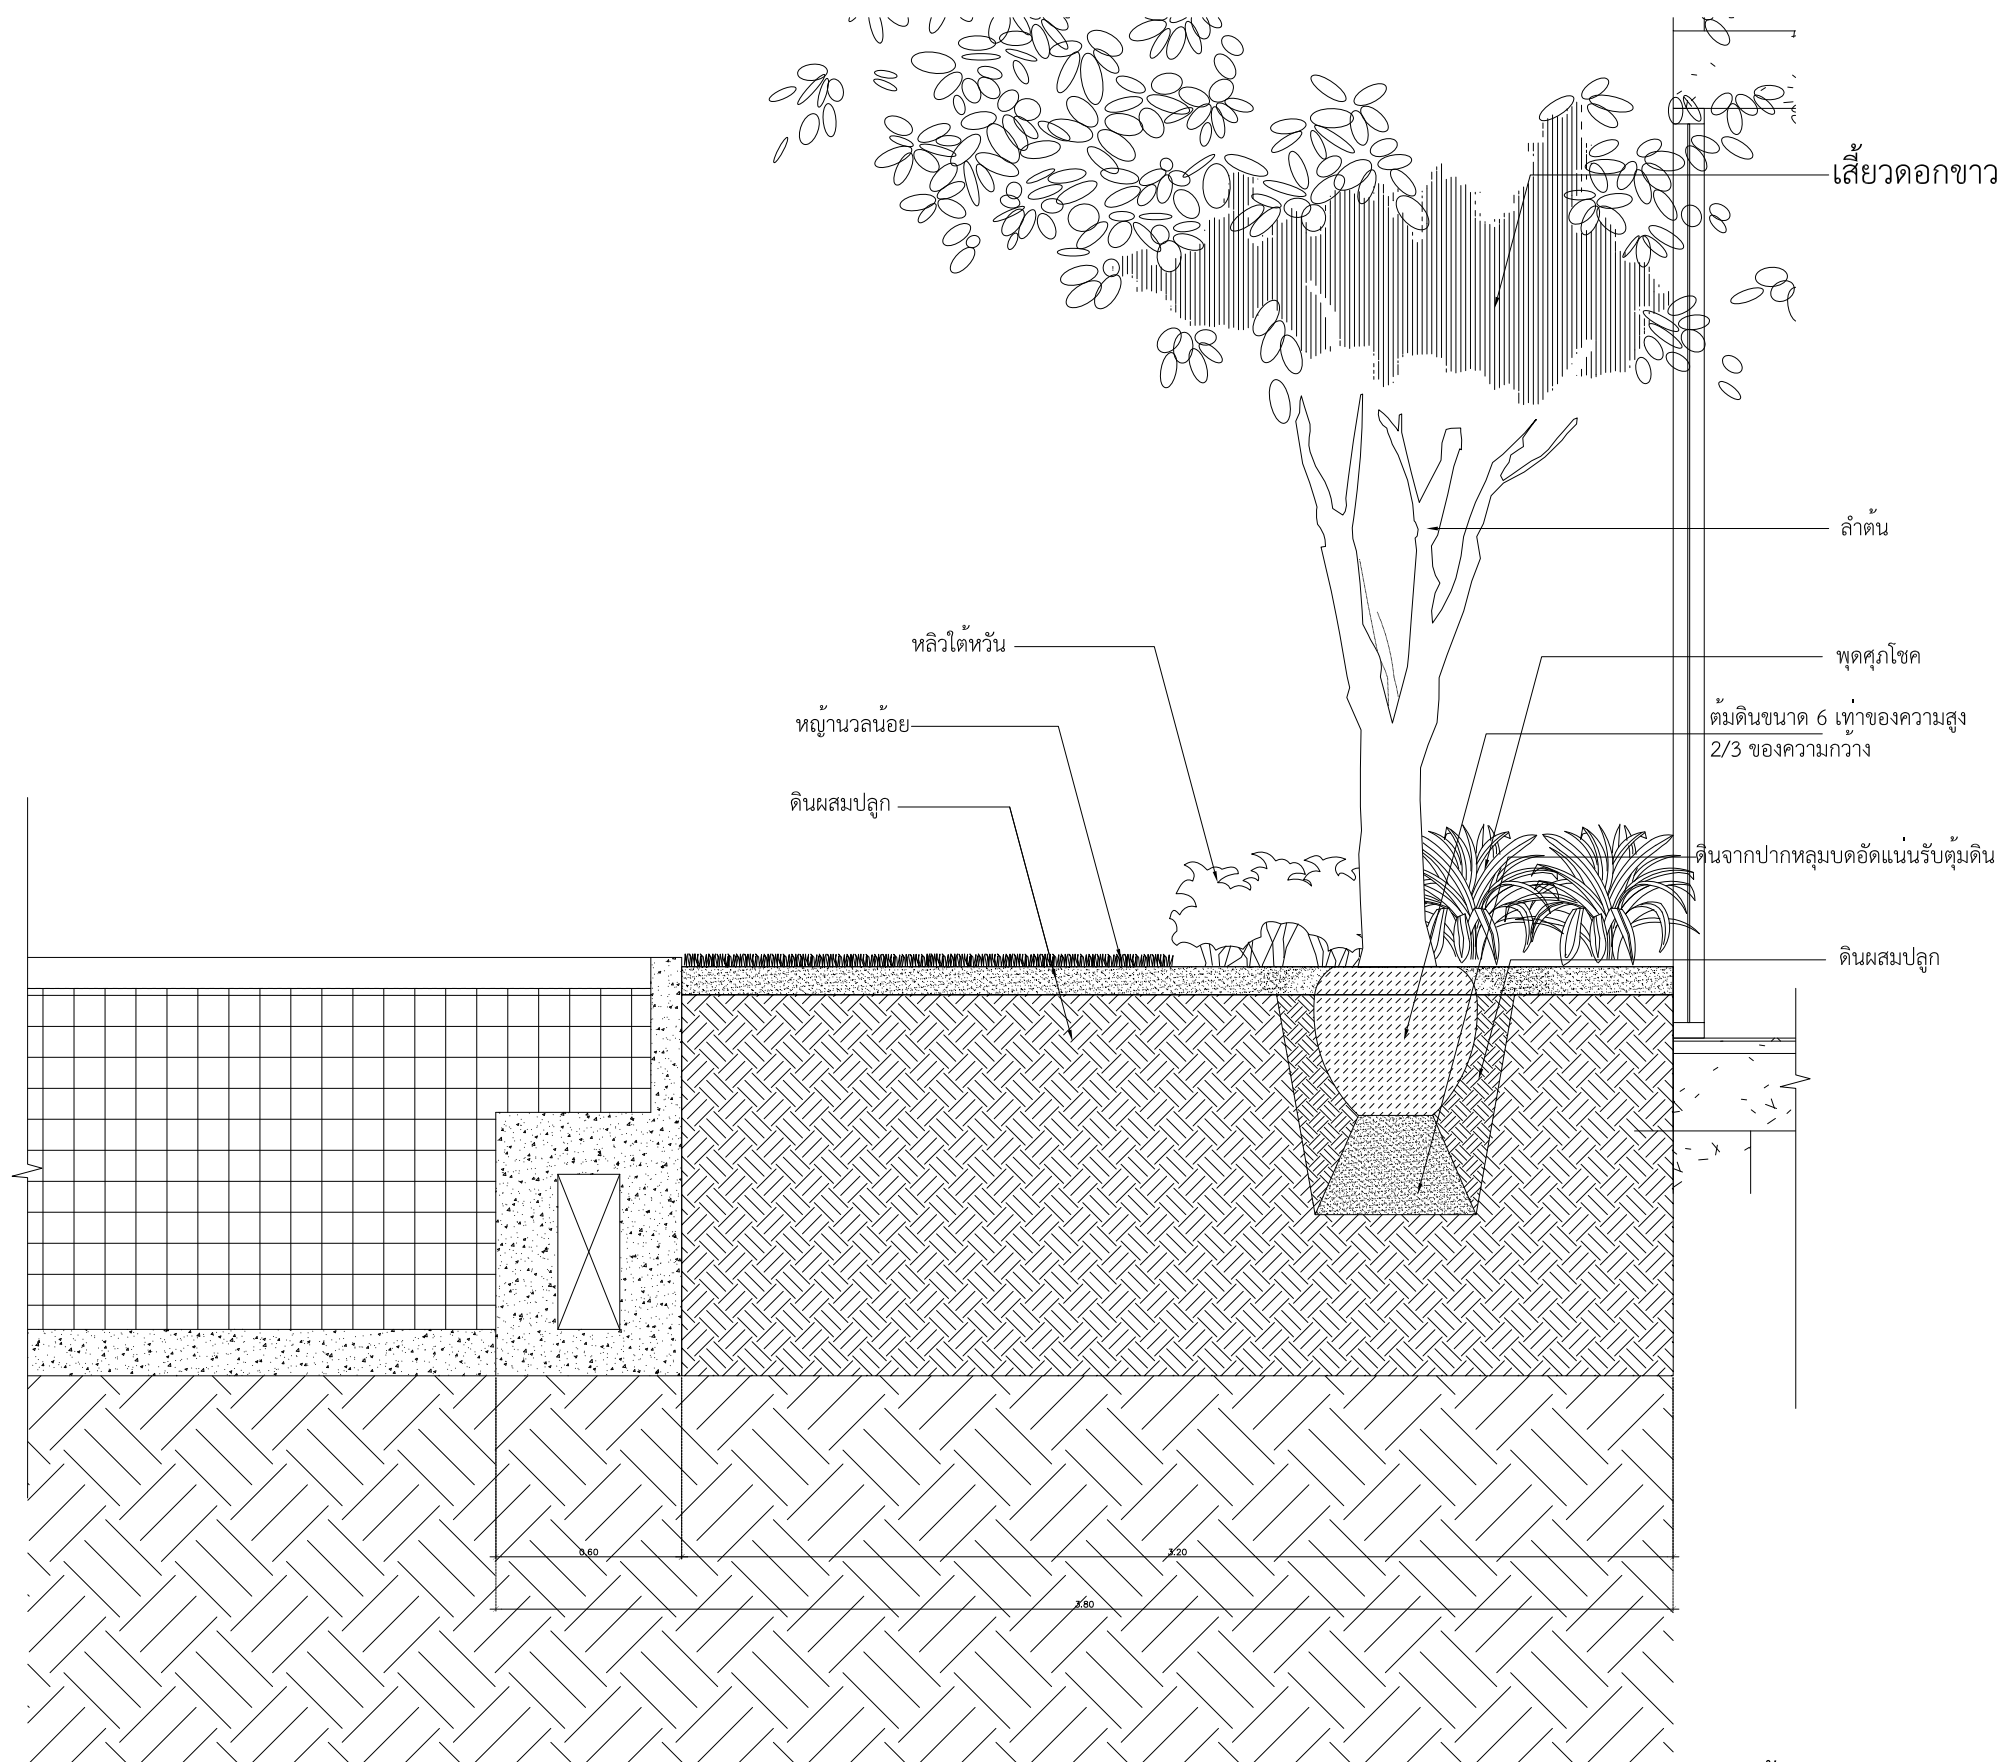 เสี้ยวดอกขาว
ลำต้น
หลิวใต้หวัน
พุดศุภโชค
หญ้านวลน้อย
ต้มดินขนาด 6 เท่าของความสูง
2/3 ของความกว้าง
ดินผสมปลูก
ดินจากปากหลุมบดอัดแน่นรับตุ้มดิน
ดินผสมปลูก
0.60
3.20
3.80